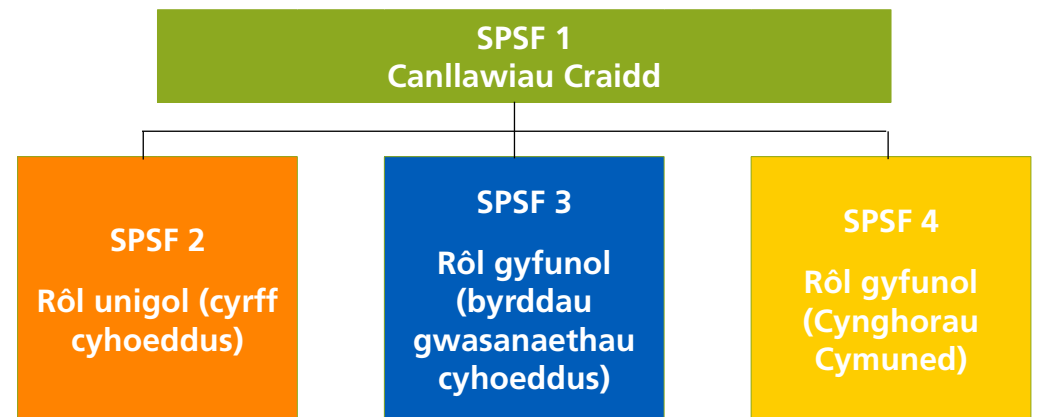 SPSF 1
Canllawiau Craidd
SPSF 2
Rôl unigol (cyrff
cyhoeddus)
SPSF 3
Rôl gyfunol
(byrddau
gwasanaethau
cyhoeddus)
SPSF 4
Rôl gyfunol
(Cynghorau
Cymuned)